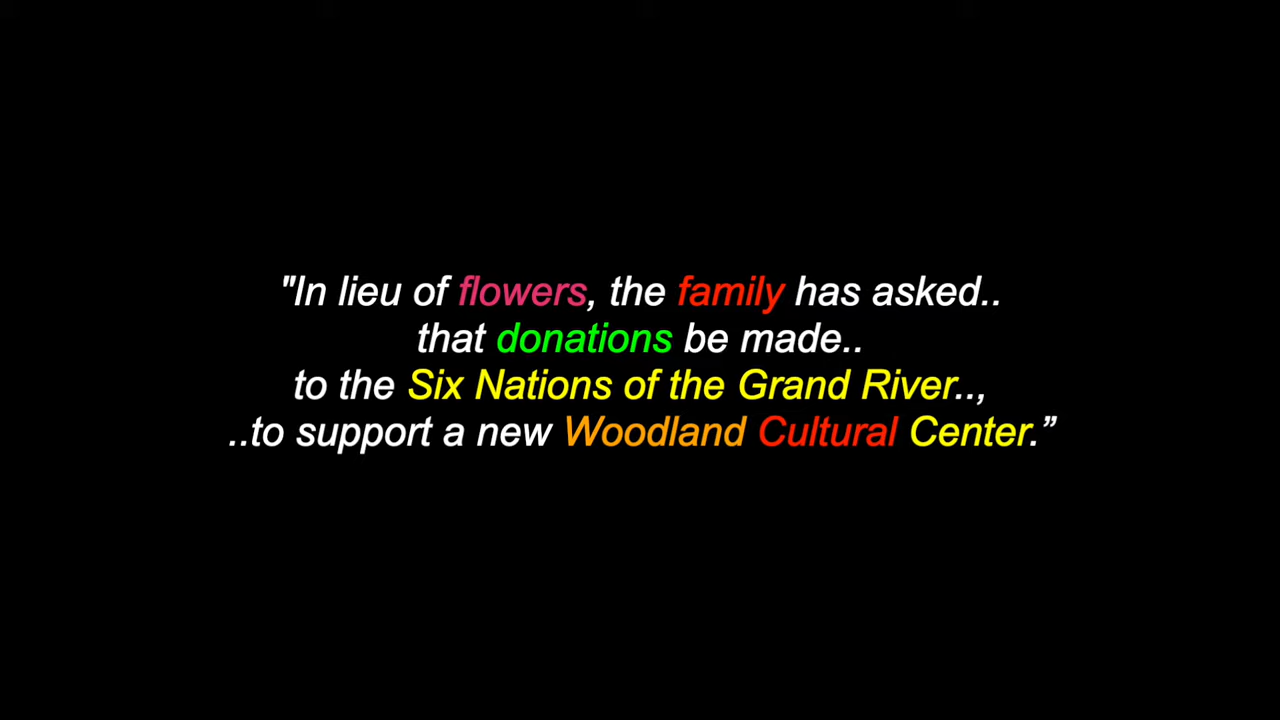 "In lieu of flowers, the family has asked..
that donations be made..
to the Six Nations of the Grand River..,
..to support a new Woodland Cultural Center.”